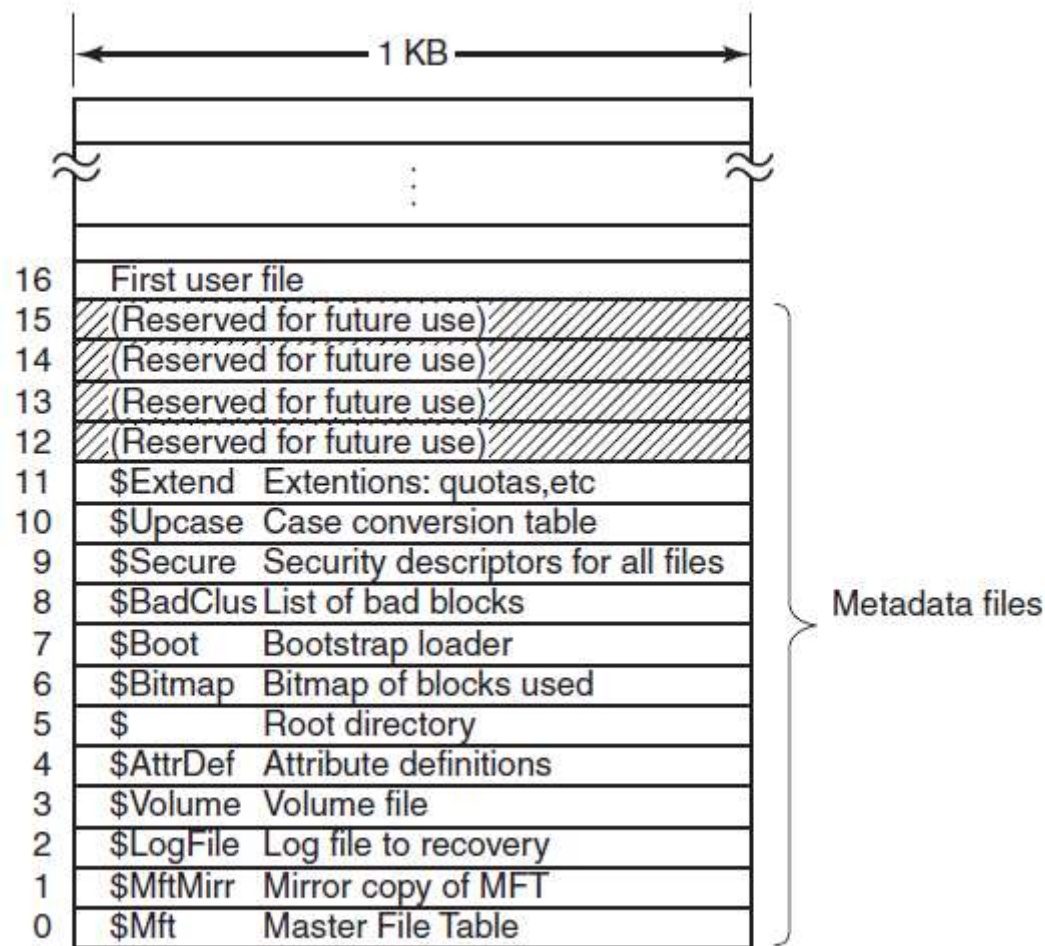 1 KB
16 First user file
15 (Reserved for future use)
14 (Reserved for future use)
13 (Reserved for future use)
12 (Reserved for future use)
11 $Extend Extentions: quotas,etc
10 $Upcase Case conversion table
9 $Secure Security descriptors for all files
8 $BadClus List of bad blocks
7 $Boot Bootstrap loader
6 $Bitmap Bitmap of blocks used
5 $ Root directory
4 $AttrDef Attribute definitions
3 $Volume Volume file
2 $LogFile Log file to recovery
1 $MftMirr Mirror copy of MFT
0 $Mft Master File Table
Metadata files